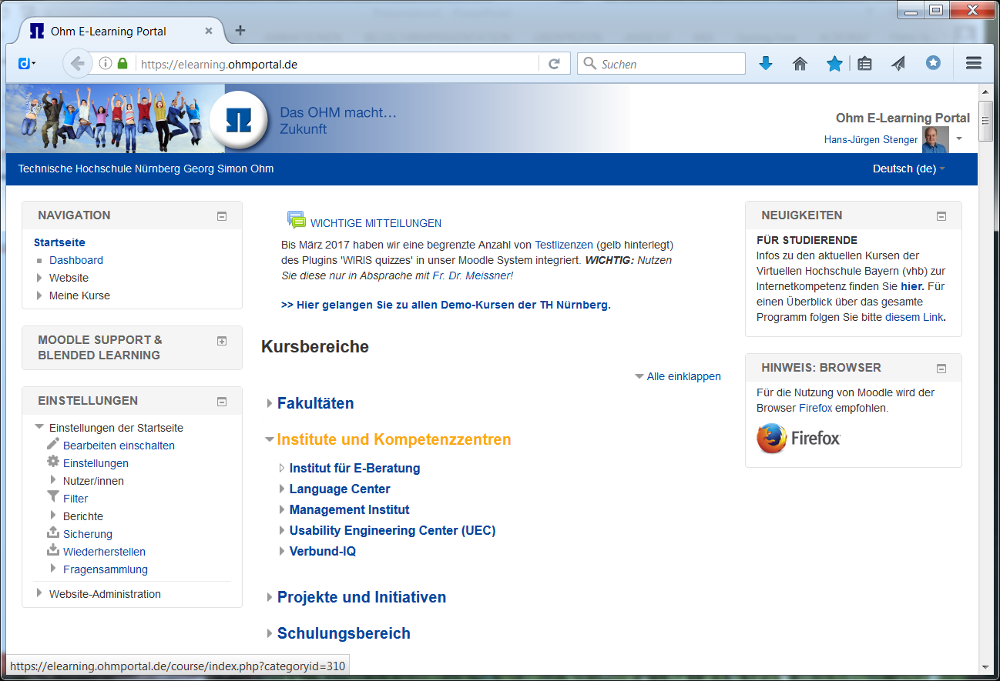 Ohm E-Learning Portal
https://elearning.ohmportal.de
Suchen
Das OHM macht...
Zukunft
Ohm E-Learning Portal
Hans-Jürgen Stenger
Technische Hochschule Nürnberg Georg Simon Ohm
Deutsch (de)
NAVIGATION
Startseite
Dashboard
Website
Meine Kurse
MOODLE SUPPORT &
BLENDED LEARNING
EINSTELLUNGEN
Einstellungen der Startseite
Bearbeiten einschalten
Einstellungen
Nutzer/innen
Filter
Berichte
Sicherung
Wiederherstellen
Fragensammlung
Website-Administration
WICHTIGE MITTEILUNGEN
Bis März 2017 haben wir eine begrenzte Anzahl von Testlizenzen (gelb hinterlegt)
des Plugins 'WIRIS quizzes' in unser Moodle System integriert. WICHTIG: Nutzen
Sie diese nur in Absprache mit Fr. Dr. Meissner!
>> Hier gelangen Sie zu allen Demo-Kursen der TH Nürnberg.
Kursbereiche
Alle einklappen
Fakultäten
Institute und Kompetenzzentren
Institut für E-Beratung
Language Center
Management Institut
Usability Engineering Center (UEC)
Verbund-IQ
Projekte und Initiativen
Schulungsbereich
NEUIGKEITEN
FÜR STUDIERENDE
Infos zu den aktuellen Kursen der
Virtuellen Hochschule Bayern (vhb) zur
Internetkompetenz finden Sie hier. Für
einen Überblick über das gesamte
Programm folgen Sie bitte diesem Link.
HINWEIS: BROWSER
Für die Nutzung von Moodle wird der
Browser Firefox empfohlen.
Firefox
https://elearning.ohmportal.de/course/index.php?categoryid=310